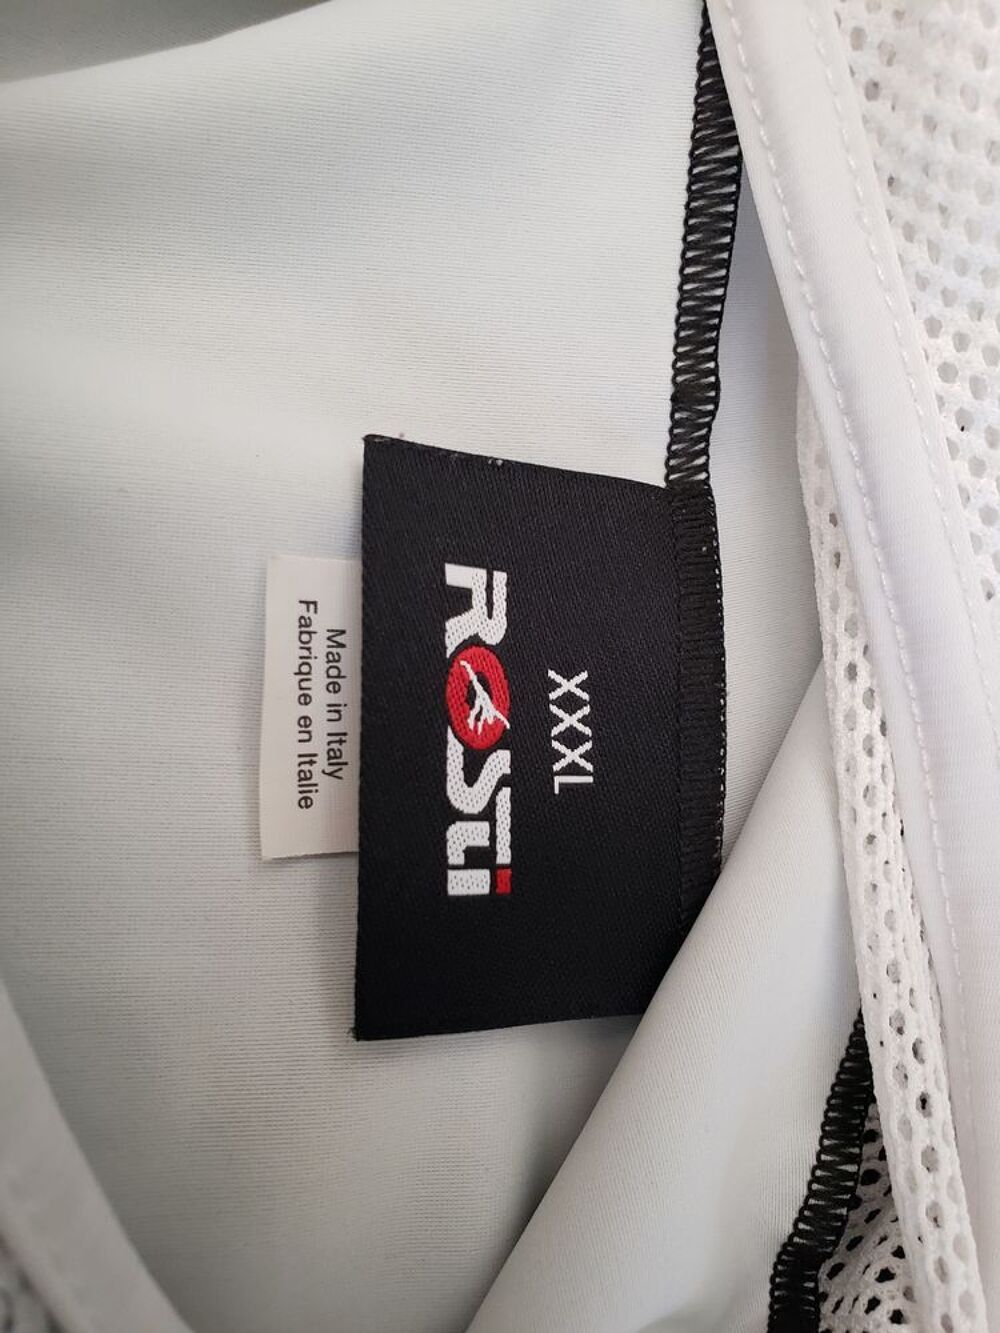 XXXL
ROSTi
Made in Italy
Fabrique en Italie